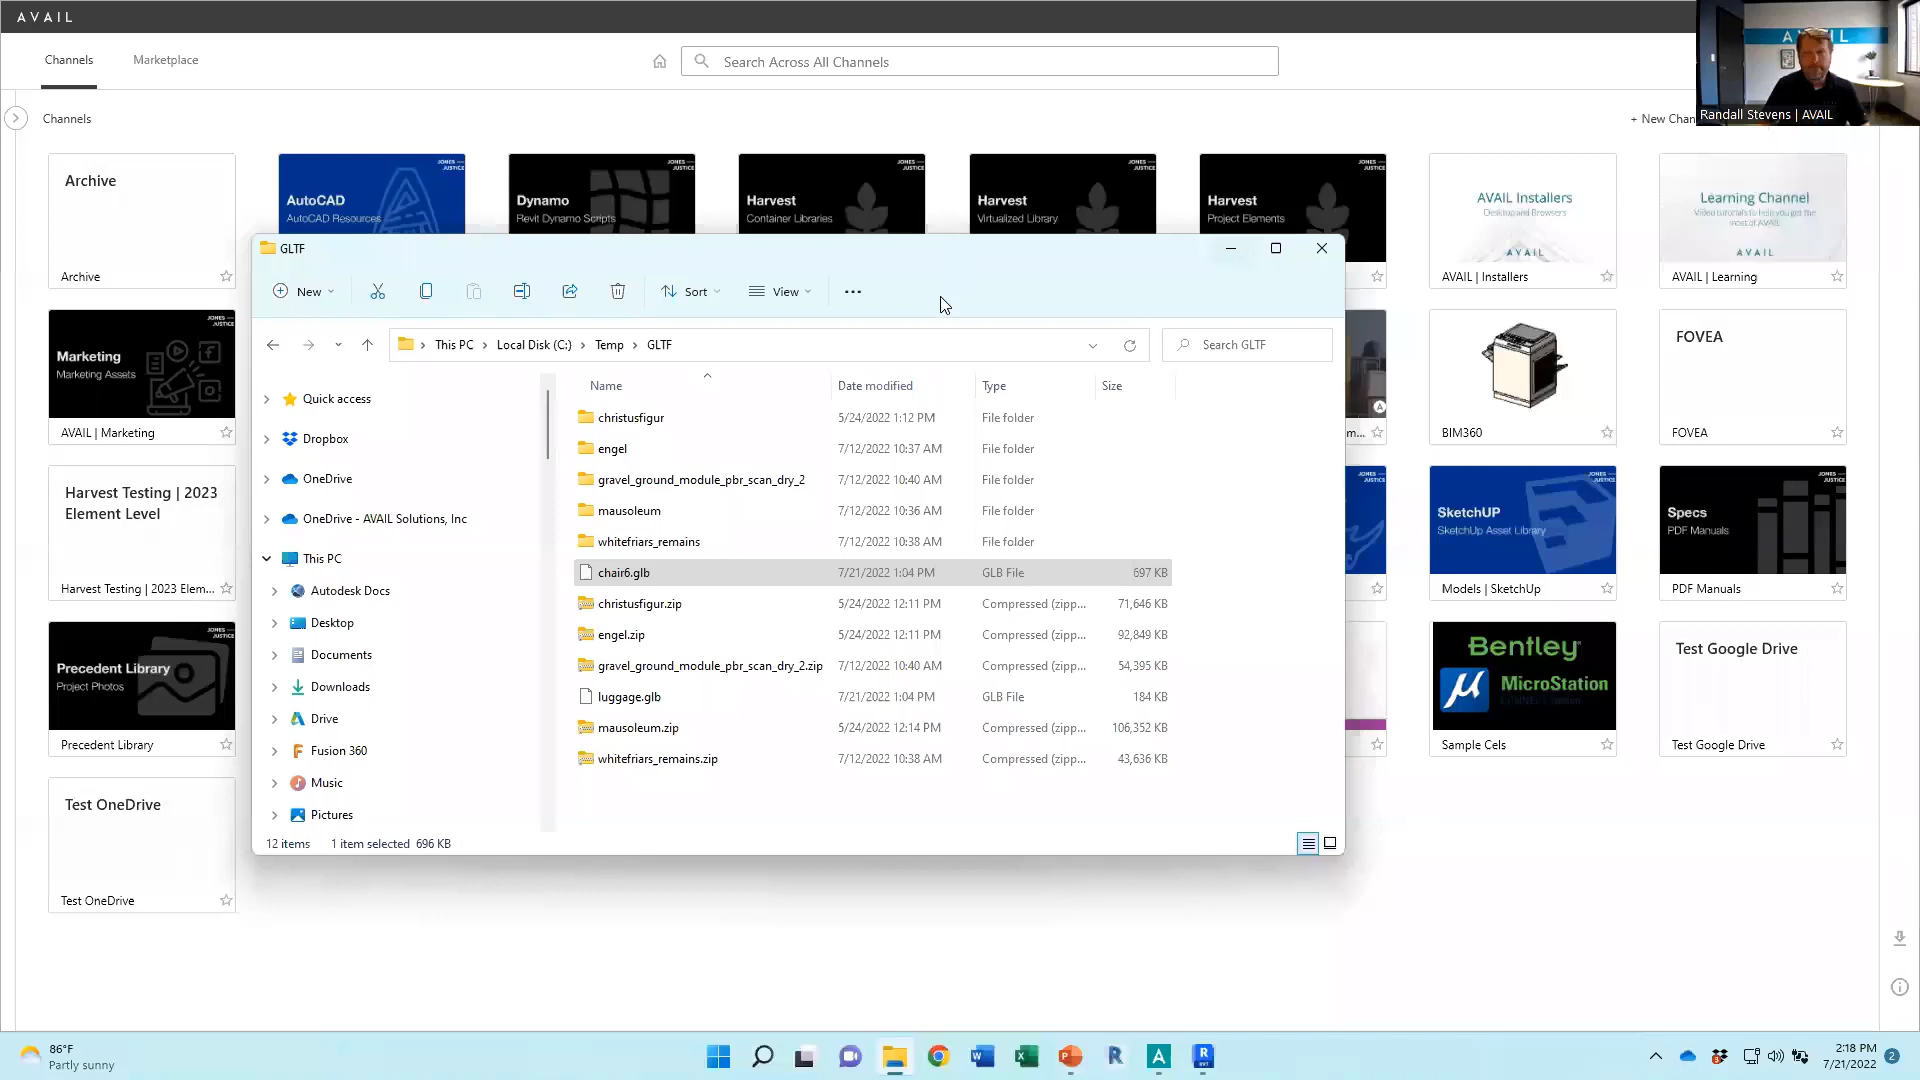 AVAIL
Channels
Marketplace
Search Across All Channels
AVAIL
Randall Stevens | AVAIL
Channels
+ New Chan
Archive
Archive
JONES—
JUSTICE
AutoCAD
AutoCAD Resources
JONES—
JUSTICE
Dynamo
Revit Dynamo Scripts
JONES—
JUSTICE
Harvest
Container Libraries
JONES—
JUSTICE
Harvest
Virtualized Library
JONES—
JUSTICE
Harvest
Project Elements
AVAIL Installers
Desktop and Browsers
AVAIL
AVAIL | Installers
Learning Channel
Video tutorials to help you get the
most of AVAIL
AVAIL
AVAIL | Learning
GLTF
New
Sort
View
This PC
Local Disk (C:)
Temp
GLTF
Search GLTF
Name
Date modified
Type
Size
christusfigur
5/24/2022 1:12 PM
File folder
engel
7/12/2022 10:37 AM
File folder
gravel_ground_module_pbr_scan_dry_2
7/12/2022 10:40 AM
File folder
mausoleum
7/12/2022 10:36 AM
File folder
whitefriars_remains
7/12/2022 10:38 AM
File folder
chair6.glb
7/21/2022 1:04 PM
GLB File
697 KB
christusfigur.zip
5/24/2022 12:11 PM
Compressed (zipp...
71,646 KB
engel.zip
5/24/2022 12:11 PM
Compressed (zipp...
92,849 KB
gravel_ground_module_pbr_scan_dry_2.zip
7/12/2022 10:40 AM
Compressed (zipp...
54,395 KB
luggage.glb
7/21/2022 1:04 PM
GLB File
184 KB
mausoleum.zip
5/24/2022 12:14 PM
Compressed (zipp...
106,352 KB
whitefriars_remains.zip
7/12/2022 10:38 AM
Compressed (zipp...
43,636 KB
Quick access
Dropbox
OneDrive
OneDrive - AVAIL Solutions, Inc
This PC
Autodesk Docs
Desktop
Documents
Downloads
Drive
Fusion 360
Music
Pictures
12 items
1 item selected 696 KB
JONES—
JUSTICE
Marketing
Marketing Assets
AVAIL | Marketing
m...
BIM360
FOVEA
FOVEA
Harvest Testing | 2023
Element Level
Harvest Testing | 2023 Elem...
JONES—
JUSTICE
SketchUP
SketchUp Asset Library
Models | SketchUp
JONES—
JUSTICE
Specs
PDF Manuals
PDF Manuals
JONES—
JUSTICE
Precedent Library
Project Photos
Precedent Library
Bentley
MicroStation
Sample Cels
Test Google Drive
Test Google Drive
Test OneDrive
Test OneDrive
86°F
Partly sunny
2:18 PM
7/21/2022
2